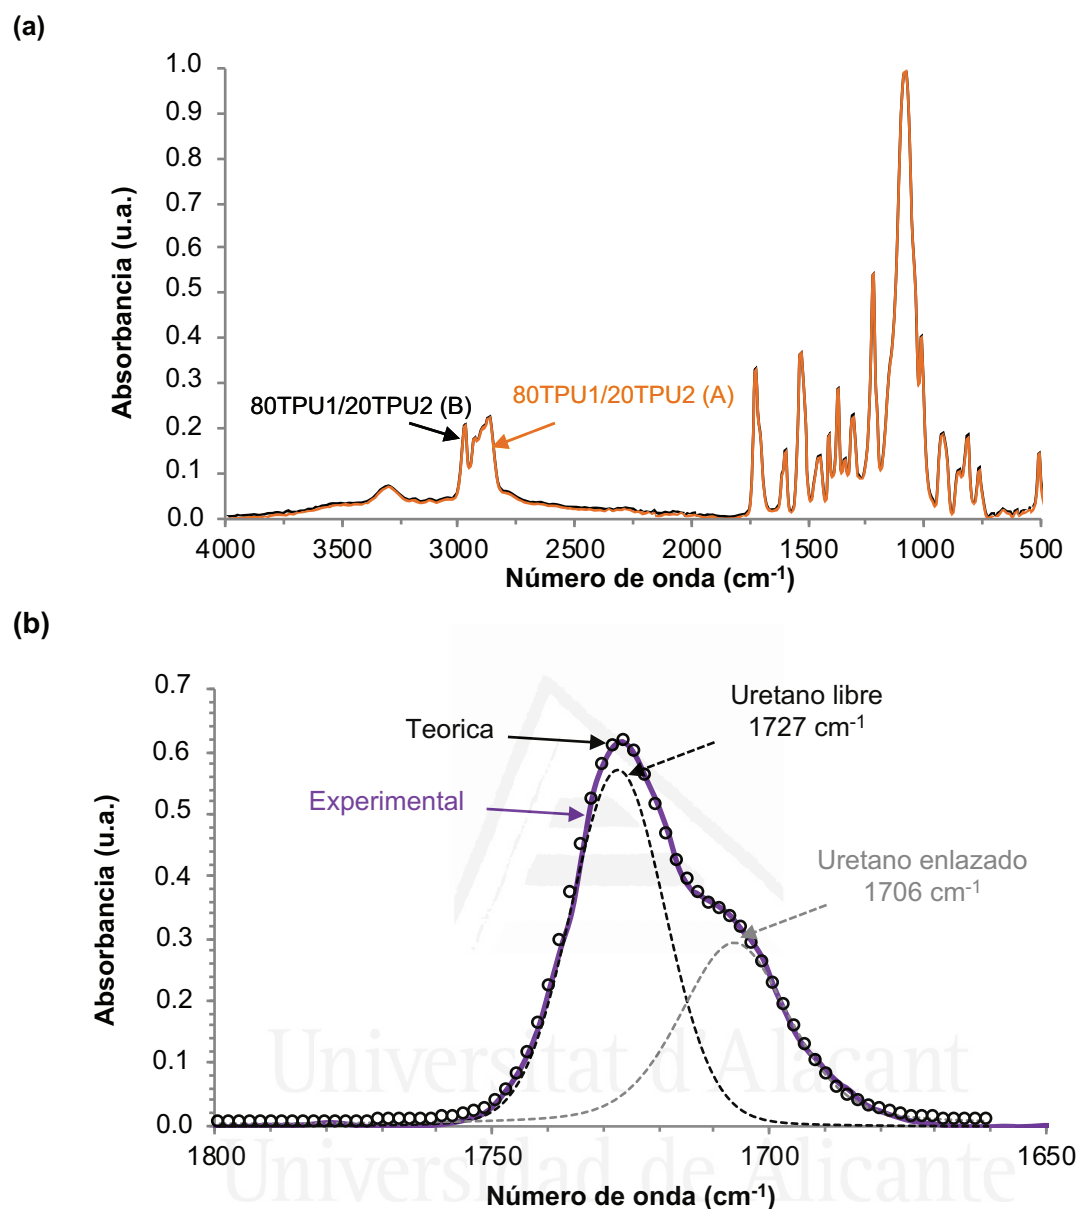 (a)
1.0
0.9
0.8
0.7
0.6
0.5
0.4
0.3
0.2
0.1
0.0
Absorbancia (u.a.)
80TPU1/20TPU2 (B)
80TPU1/20TPU2 (A)
4000 3500 3000 2500 2000 1500 1000 500
Número de onda (cm-1)
(b)
0.7
0.6
0.5
0.4
0.3
0.2
0.1
0.0
Absorbancia (u.a.)
Teorica
Experimental
Uretano libre
1727 cm-1
Uretano enlazado
1706 cm-1
Universitat d'Alacant
Universidad de Alicante
1800 1750 1700 1650
Número de onda (cm-1)